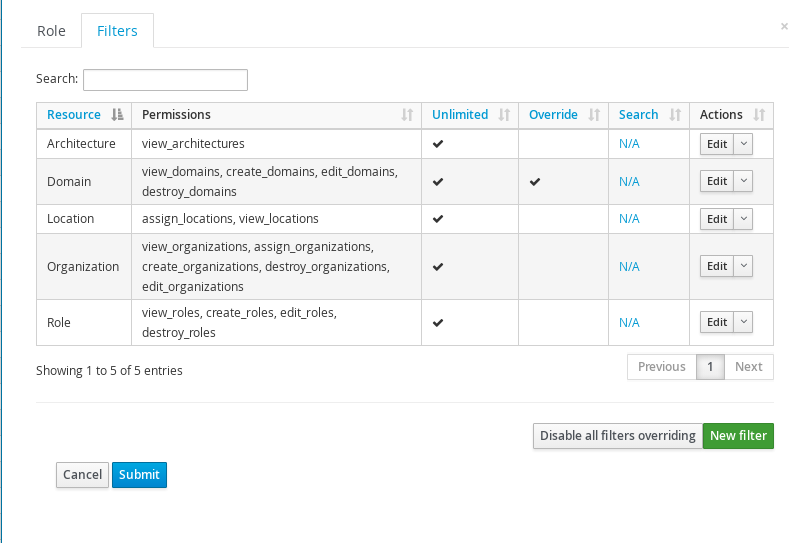 Role Filters ×
Search:
Resource Permissions Unlimited Override Search Actions
Architecture view_architectures N/A Edit
Domain view_domains, create_domains, edit_domains,
destroy_domains N/A Edit
Location assign_locations, view_locations N/A Edit
Organization view_organizations, assign_organizations,
create_organizations, destroy_organizations,
edit_organizations N/A Edit
Role view_roles, create_roles, edit_roles,
destroy_roles N/A Edit
Showing 1 to 5 of 5 entries Previous 1 Next
Disable all filters overriding New filter
Cancel Submit